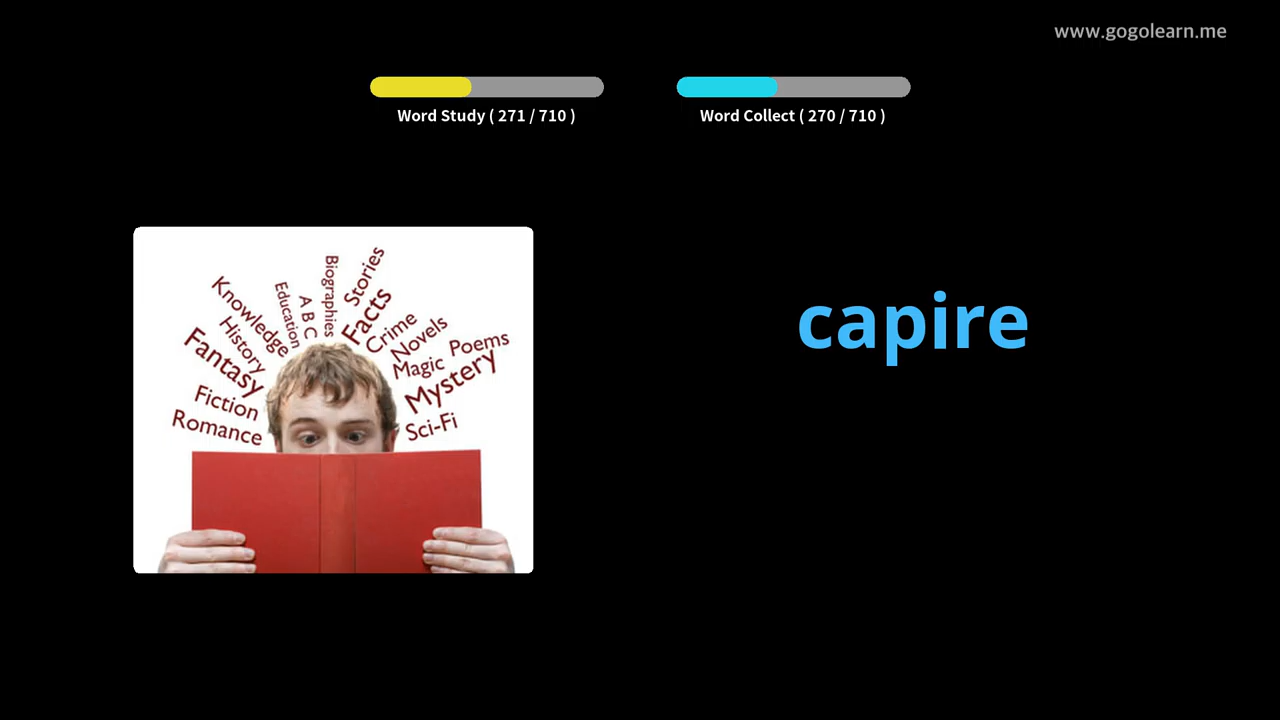 www.gogolearn.me
Word Study ( 271 / 710 )
Word Collect ( 270 / 710 )
capire
Biographies
Stories
Education
A B C
Facts
Knowledge
Crime
History
Novels
Poems
Fantasy
Magic
Mystery
Fiction
Romance
Sci-Fi